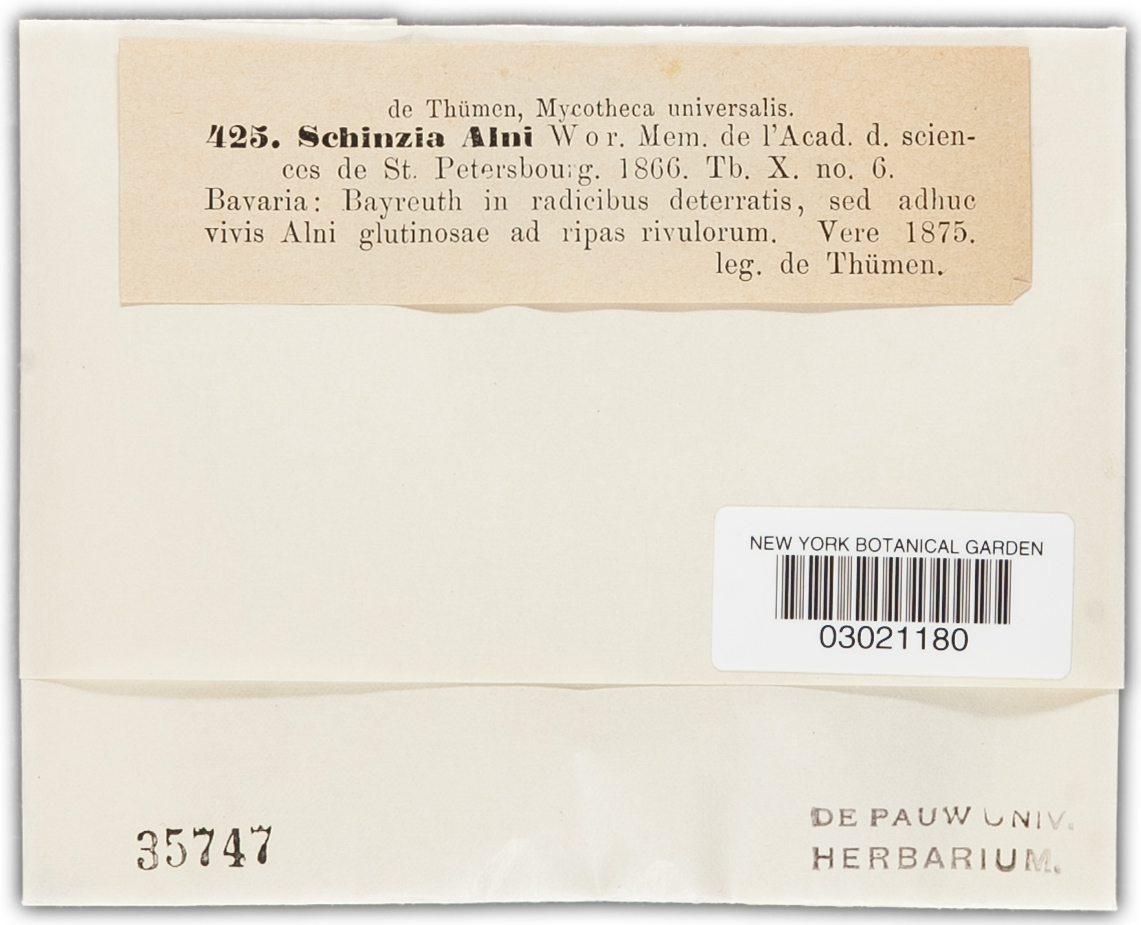 de Thümen, Mycotheca universalis.
425. Schinzia Alni Wor. Mem. de l'Acad. d. scien-
ces de St. Petersbourg. 1866. Tb. X. no. 6.
Bavaria: Bayreuth in radicibus deterratis, sed adhuc
vivis Alni glutinosae ad ripas rivulorum. Vere 1875.
leg. de Thümen.
NEW YORK BOTANICAL GARDEN
03021180
35747
DE PAUW UNIV.
HERBARIUM.